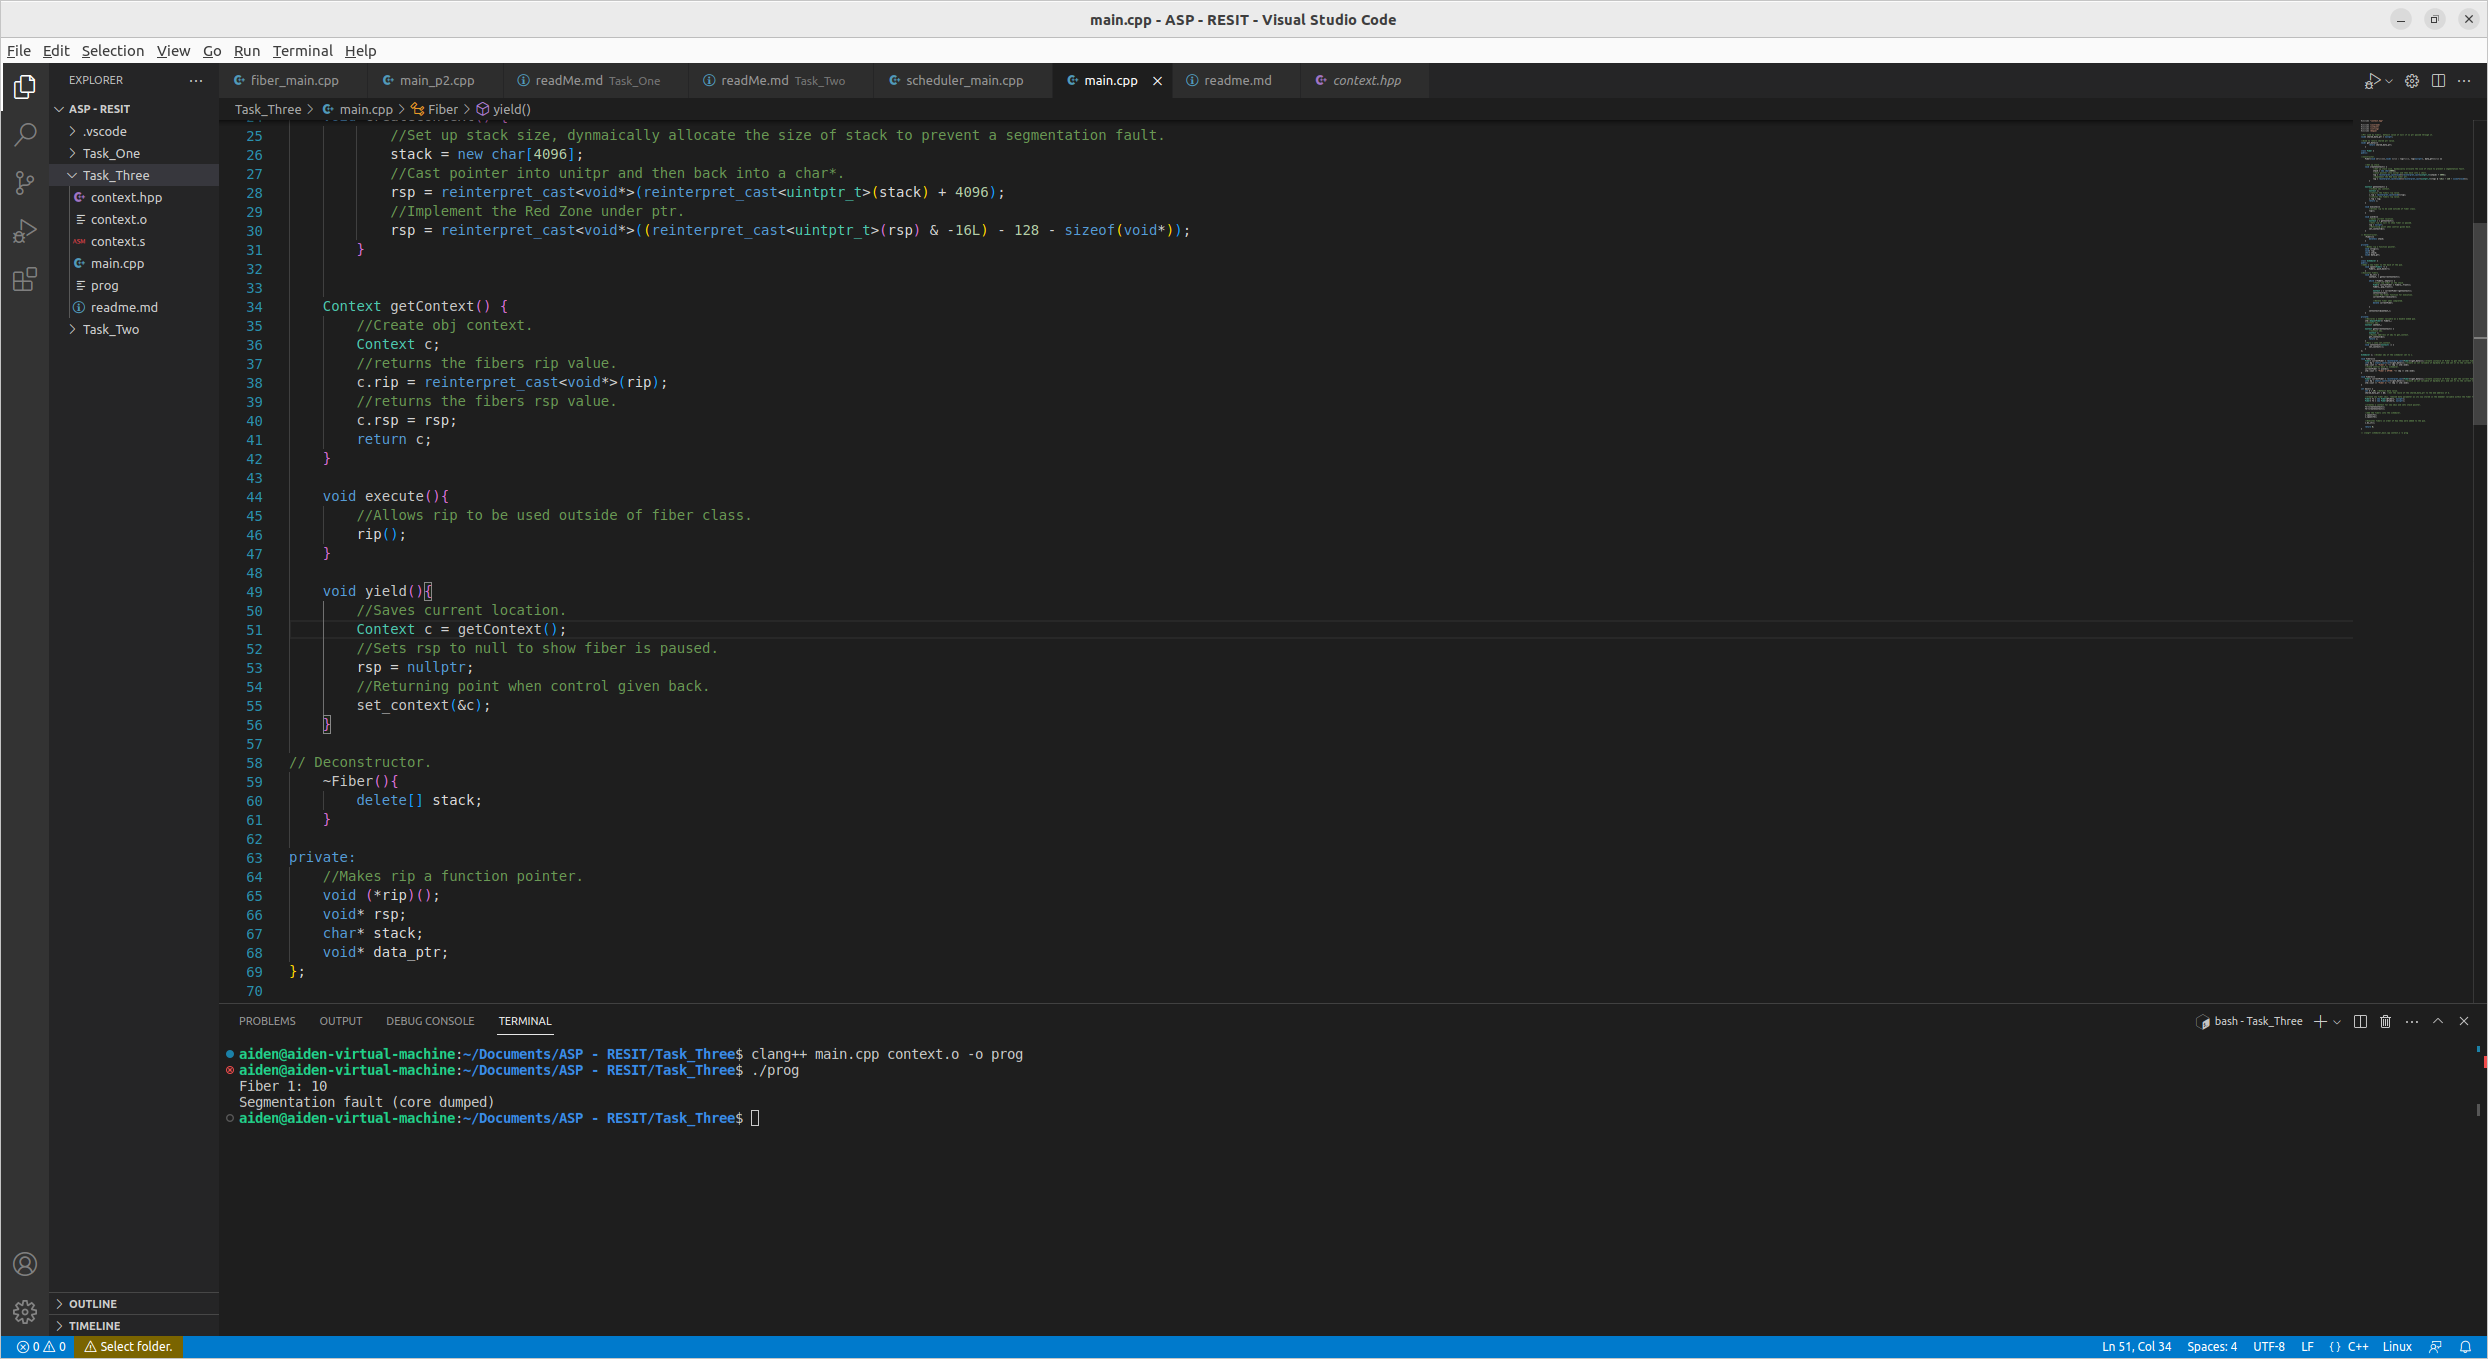 main.cpp - ASP - RESIT - Visual Studio Code
File Edit Selection View Go Run Terminal Help
EXPLORER
fiber_main.cpp main_p2.cpp readMe.md Task_One readMe.md Task_Two scheduler_main.cpp main.cpp readme.md context.hpp
Task_Three > main.cpp > Fiber > yield()
ASP - RESIT
.vscode
Task_One
Task_Three
context.hpp
context.o
ASM context.s
main.cpp
prog
readme.md
Task_Two
25 //Set up stack size, dynmaically allocate the size of stack to prevent a segmentation fault.
26 stack = new char[4096];
27 //Cast pointer into unitpr and then back into a char*.
28 rsp = reinterpret_cast<void*>(reinterpret_cast<uintptr_t>(stack) + 4096);
29 //Implement the Red Zone under ptr.
30 rsp = reinterpret_cast<void*>((reinterpret_cast<uintptr_t>(rsp) & -16L) - 128 - sizeof(void*));
31 }
32
33
34 Context getContext() {
35 //Create obj context.
36 Context c;
37 //returns the fibers rip value.
38 c.rip = reinterpret_cast<void*>(rip);
39 //returns the fibers rsp value.
40 c.rsp = rsp;
41 return c;
42 }
43
44 void execute(){
45 //Allows rip to be used outside of fiber class.
46 rip();
47 }
48
49 void yield(){
50 //Saves current location.
51 Context c = getContext();
52 //Sets rsp to null to show fiber is paused.
53 rsp = nullptr;
54 //Returning point when control given back.
55 set_context(&c);
56 }
57
58 // Deconstructor.
59 ~Fiber(){
60 delete[] stack;
61 }
62
63 private:
64 //Makes rip a function pointer.
65 void (*rip)();
66 void* rsp;
67 char* stack;
68 void* data_ptr;
69 };
70
PROBLEMS OUTPUT DEBUG CONSOLE TERMINAL
bash - Task_Three
aiden@aiden-virtual-machine:~/Documents/ASP - RESIT/Task_Three$ clang++ main.cpp context.o -o prog
aiden@aiden-virtual-machine:~/Documents/ASP - RESIT/Task_Three$ ./prog
Fiber 1: 10
Segmentation fault (core dumped)
aiden@aiden-virtual-machine:~/Documents/ASP - RESIT/Task_Three$
OUTLINE
TIMELINE
0 0 Select folder.
Ln 51, Col 34 Spaces: 4 UTF-8 LF {} C++ Linux